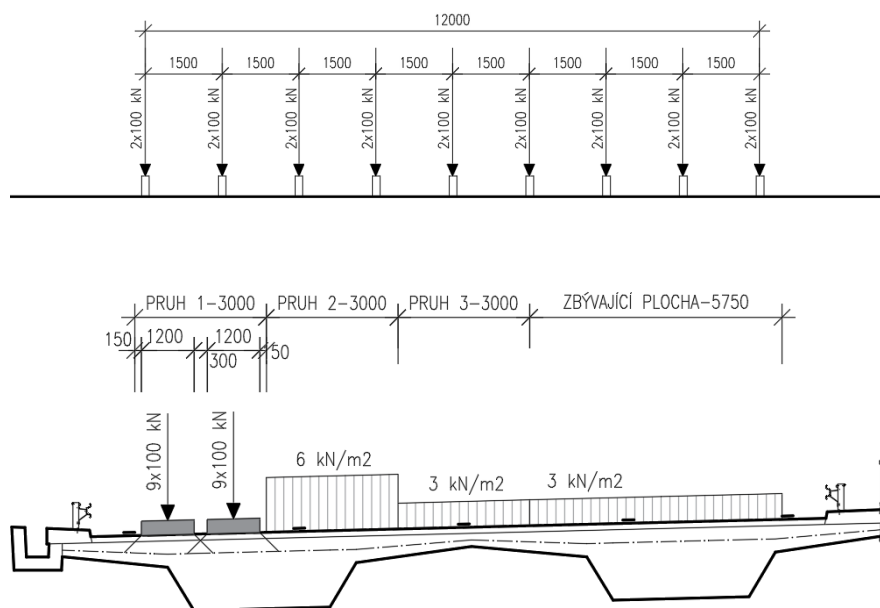 12000
1500 1500 1500 1500 1500 1500 1500 1500
2x100 kN 2x100 kN 2x100 kN 2x100 kN 2x100 kN 2x100 kN 2x100 kN 2x100 kN 2x100 kN
PRUH 1-3000 PRUH 2-3000 PRUH 3-3000 ZBÝVAJÍCÍ PLOCHA-5750
150 1200 1200 150
300
9x100 kN 9x100 kN
6 kN/m2
3 kN/m2 3 kN/m2